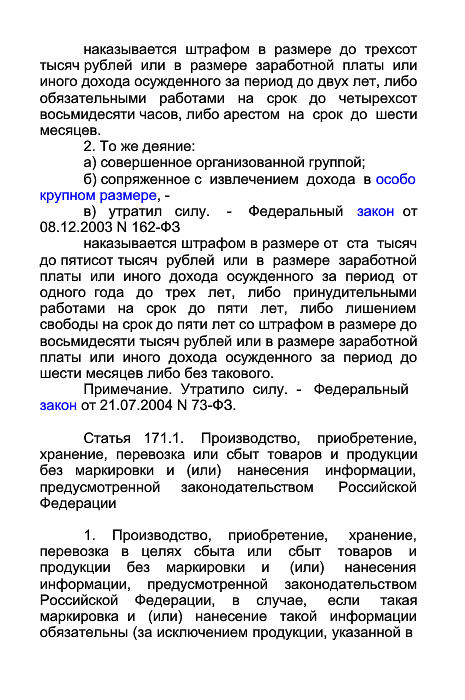 наказывается штрафом в размере до трехсот
тысяч рублей или в размере заработной платы или
иного дохода осужденного за период до двух лет, либо
обязательными работами на срок до четырехсот
восьмидесяти часов, либо арестом на срок до шести
месяцев.
2. То же деяние:
а) совершенное организованной группой;
б) сопряженное с извлечением дохода в особо
крупном размере, -
в) утратил силу. - Федеральный закон от
08.12.2003 N 162-ФЗ
наказывается штрафом в размере от ста тысяч
до пятисот тысяч рублей или в размере заработной
платы или иного дохода осужденного за период от
одного года до трех лет, либо принудительными
работами на срок до пяти лет, либо лишением
свободы на срок до пяти лет со штрафом в размере до
восьмидесяти тысяч рублей или в размере заработной
платы или иного дохода осужденного за период до
шести месяцев либо без такового.
Примечание. Утратило силу. - Федеральный
закон от 21.07.2004 N 73-ФЗ.
Статья 171.1. Производство, приобретение,
хранение, перевозка или сбыт товаров и продукции
без маркировки и (или) нанесения информации,
предусмотренной законодательством Российской
Федерации
1. Производство, приобретение, хранение,
перевозка в целях сбыта или сбыт товаров и
продукции без маркировки и (или) нанесения
информации, предусмотренной законодательством
Российской Федерации, в случае, если такая
маркировка и (или) нанесение такой информации
обязательны (за исключением продукции, указанной в